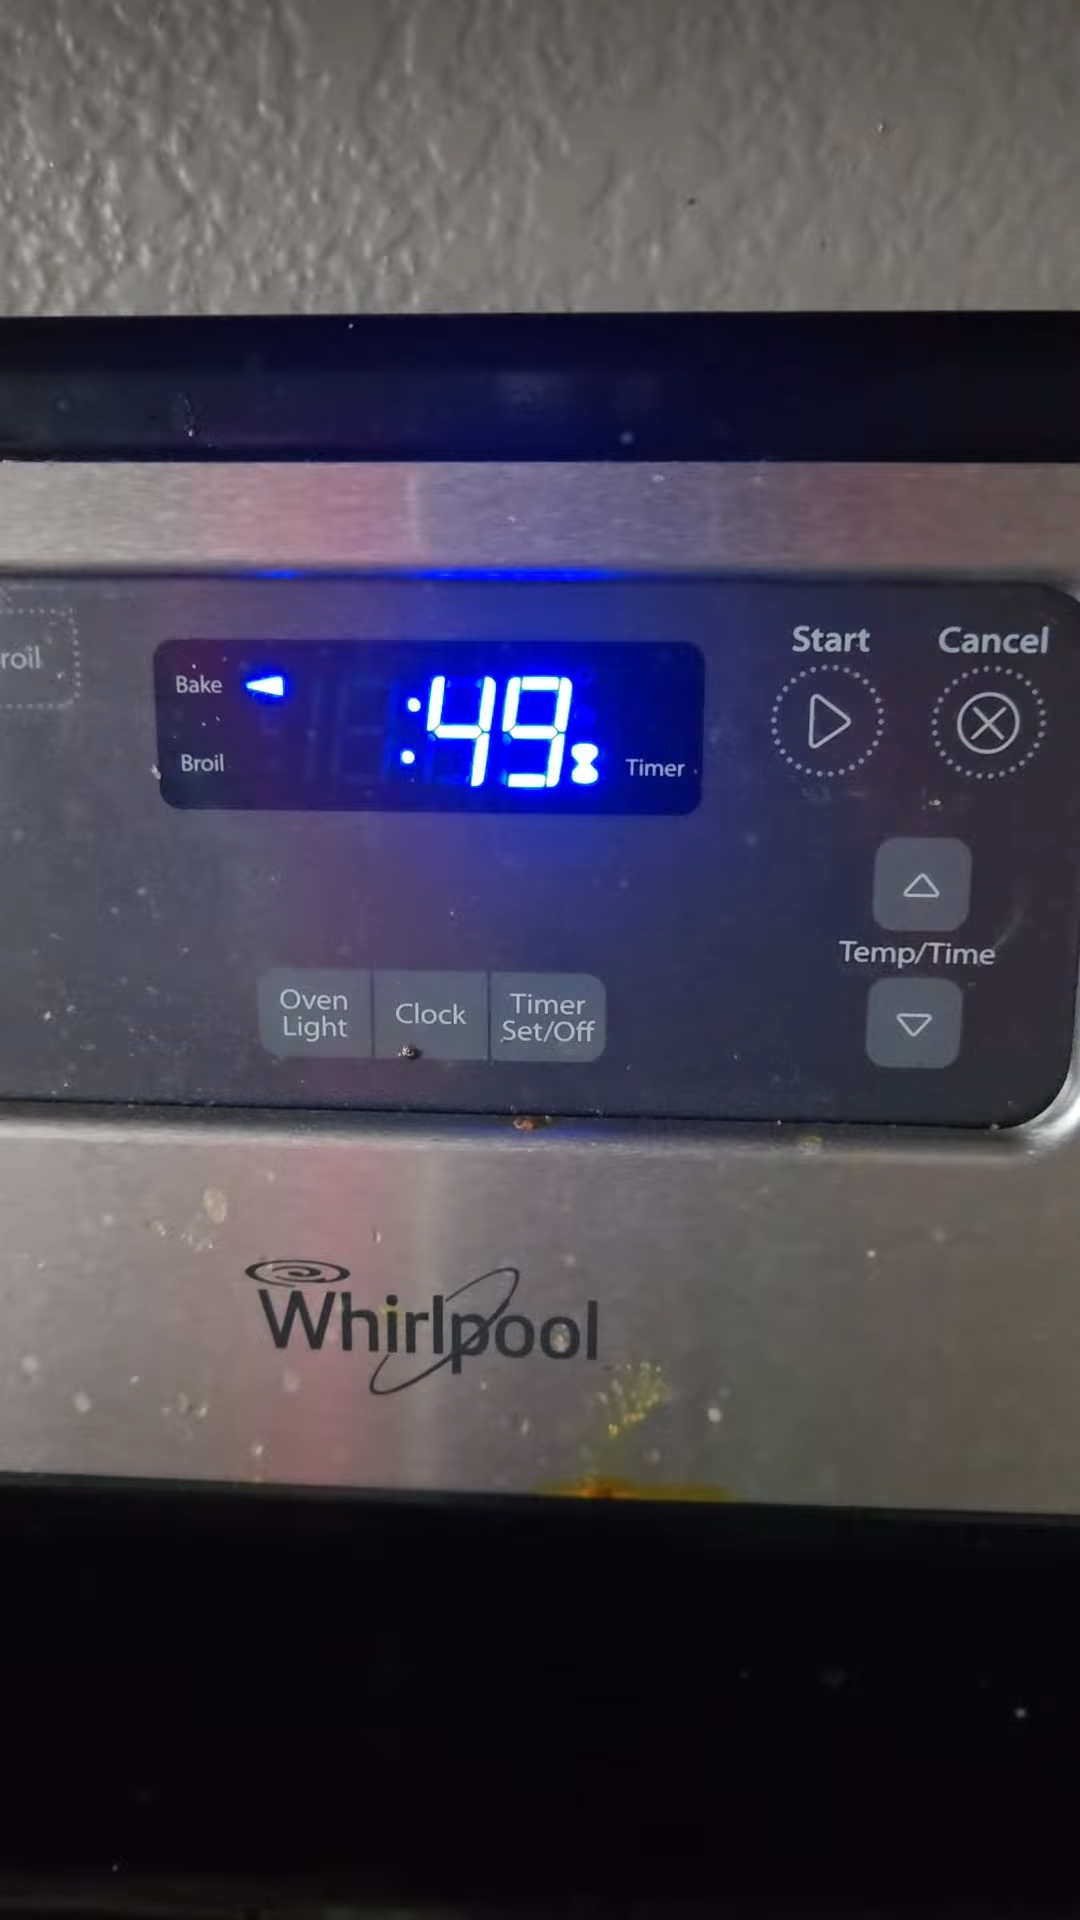 roil
Bake
:49
Broil
Timer
Start
Cancel
Temp/Time
Oven
Light
Clock
Timer
Set/Off
Whirlpool